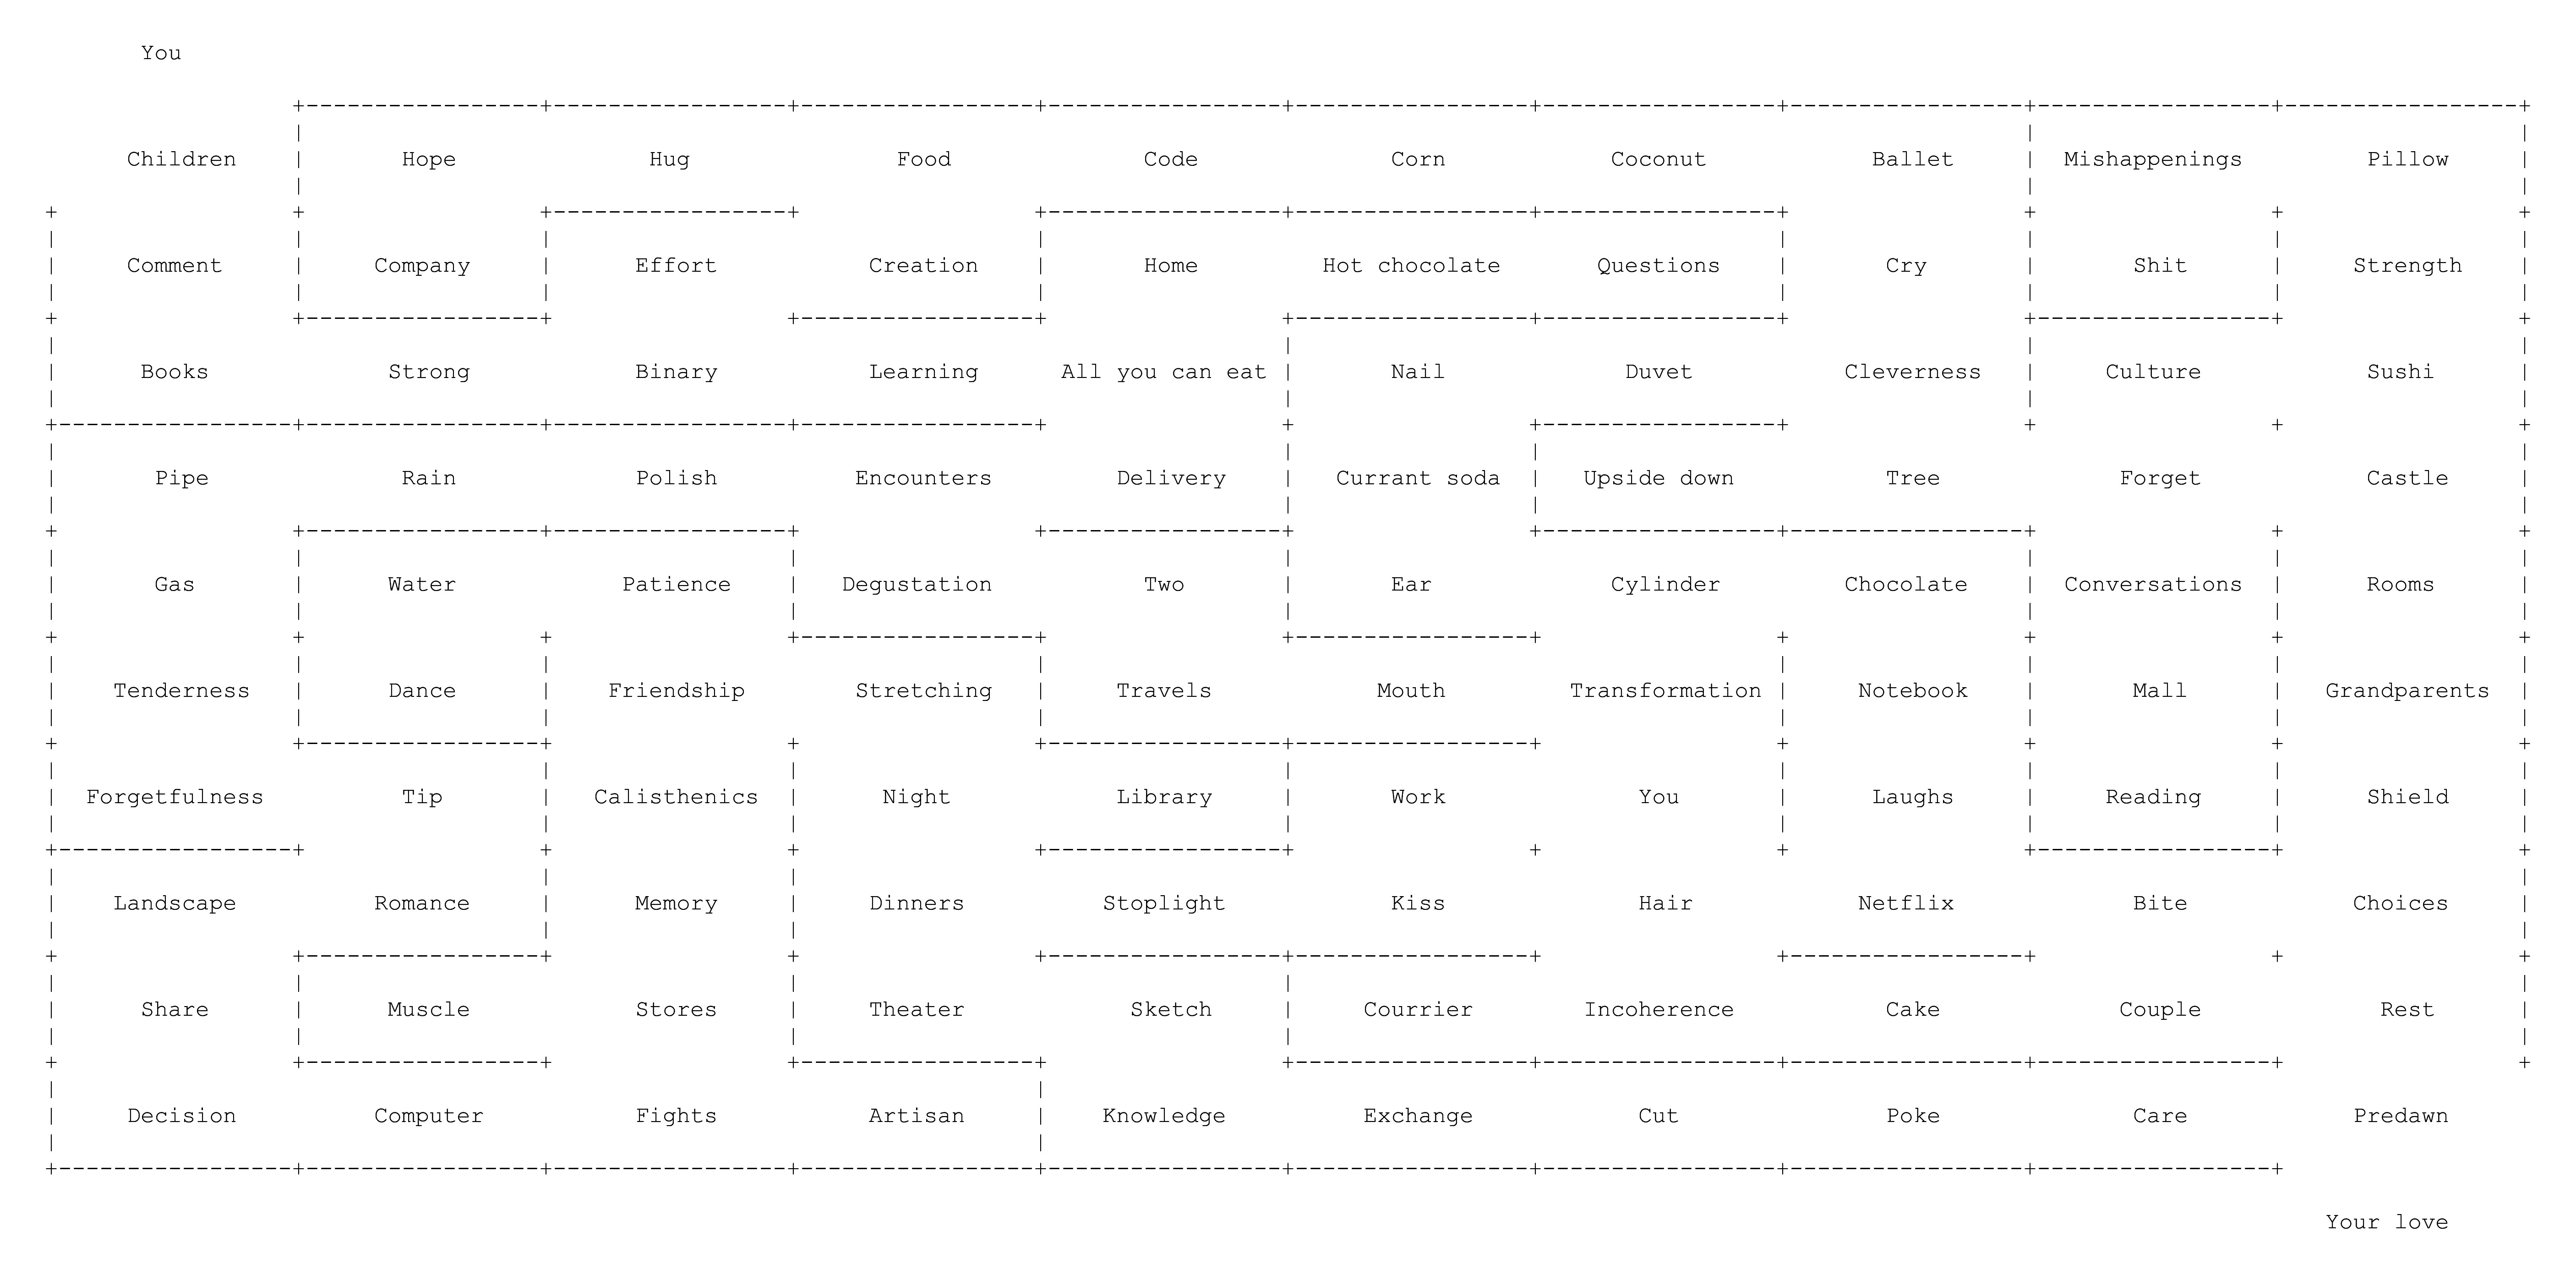 You
Children Hope Hug Food Code Corn Coconut Ballet Mishappenings Pillow
Comment Company Effort Creation Home Hot chocolate Questions Cry Shit Strength
Books Strong Binary Learning All you can eat Nail Duvet Cleverness Culture Sushi
Pipe Rain Polish Encounters Delivery Currant soda Upside down Tree Forget Castle
Gas Water Patience Degustation Two Ear Cylinder Chocolate Conversations Rooms
Tenderness Dance Friendship Stretching Travels Mouth Transformation Notebook Mall Grandparents
Forgetfulness Tip Calisthenics Night Library Work You Laughs Reading Shield
Landscape Romance Memory Dinners Stoplight Kiss Hair Netflix Bite Choices
Share Muscle Stores Theater Sketch Courrier Incoherence Cake Couple Rest
Decision Computer Fights Artisan Knowledge Exchange Cut Poke Care Predawn
Your love